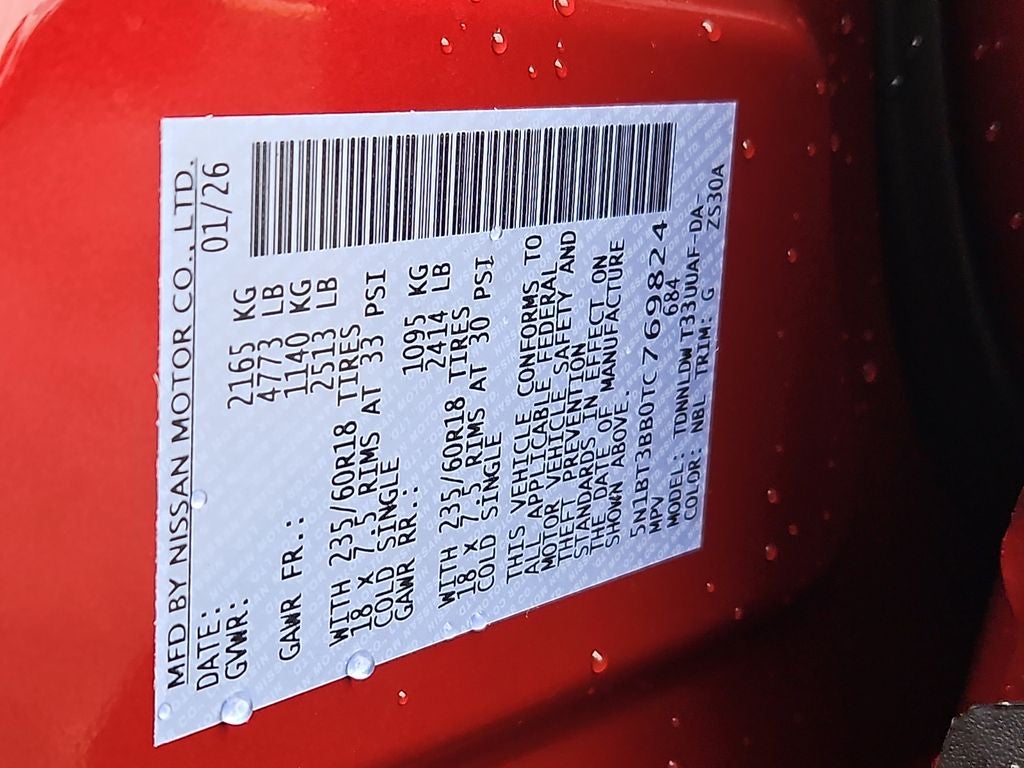 MFD BY NISSAN MOTOR CO., LTD.
DATE: 01/26
GVWR: 2165 KG
4773 LB
GAWR FR.: 1140 KG
2513 LB
WITH 235/60R18 TIRES
18 X 7.5 RIMS AT 33 PSI
COLD SINGLE
GAWR RR.: 1095 KG
2414 LB
WITH 235/60R18 TIRES
18 X 7.5 RIMS AT 30 PSI
COLD SINGLE
THIS VEHICLE CONFORMS TO
ALL APPLICABLE FEDERAL
MOTOR VEHICLE SAFETY AND
THEFT PREVENTION
STANDARDS IN EFFECT ON
THE DATE OF MANUFACTURE
SHOWN ABOVE.
5N1BT3BB0TC769824
MPV 684
MODEL: TDNNLDW T33UUAF-DA-
COLOR: NBL TRIM: G ZS30A